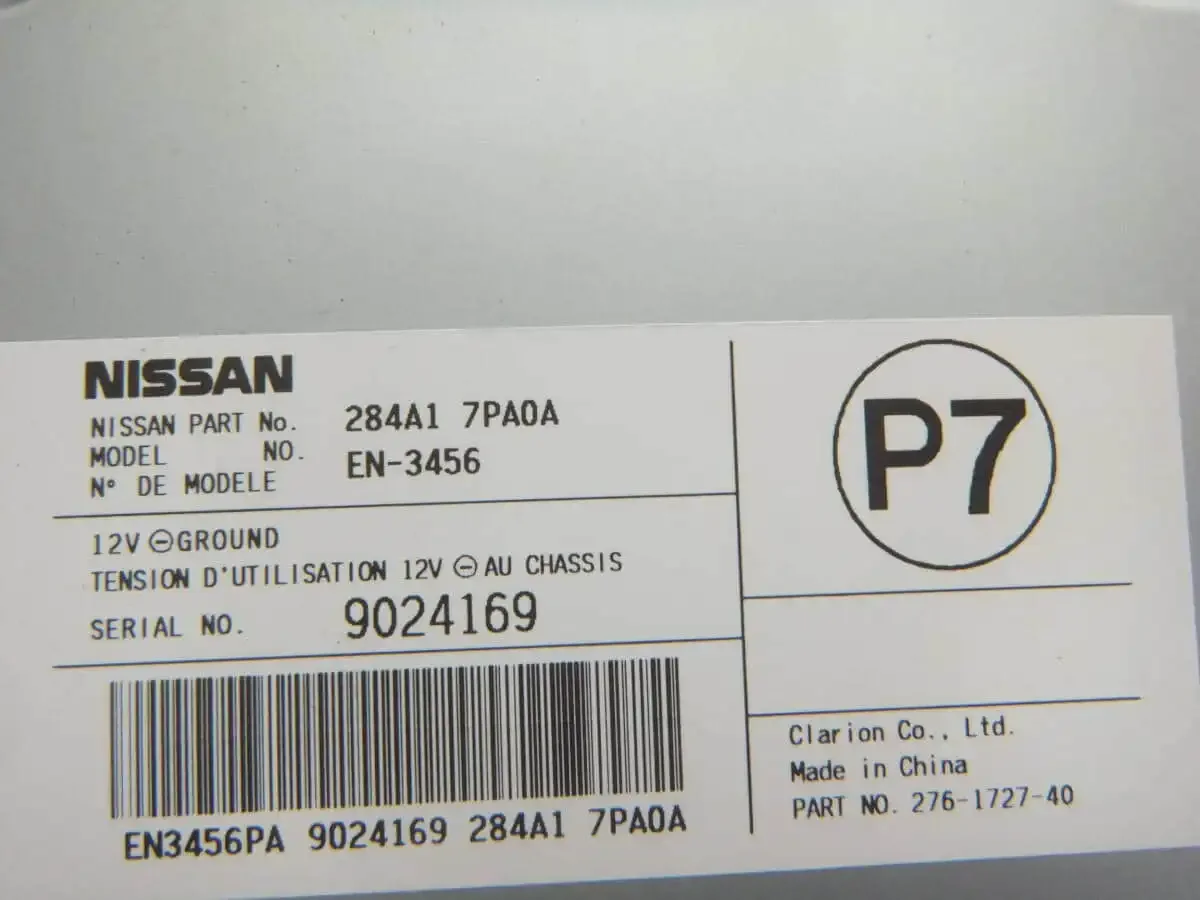 NISSAN
NISSAN PART No. 284A1 7PA0A
MODEL NO. EN-3456
N° DE MODELE
12V ⊖GROUND
TENSION D'UTILISATION 12V ⊖ AU CHASSIS
SERIAL NO. 9024169
EN3456PA 9024169 284A1 7PA0A
P7
Clarion Co., Ltd.
Made in China
PART NO. 276-1727-40